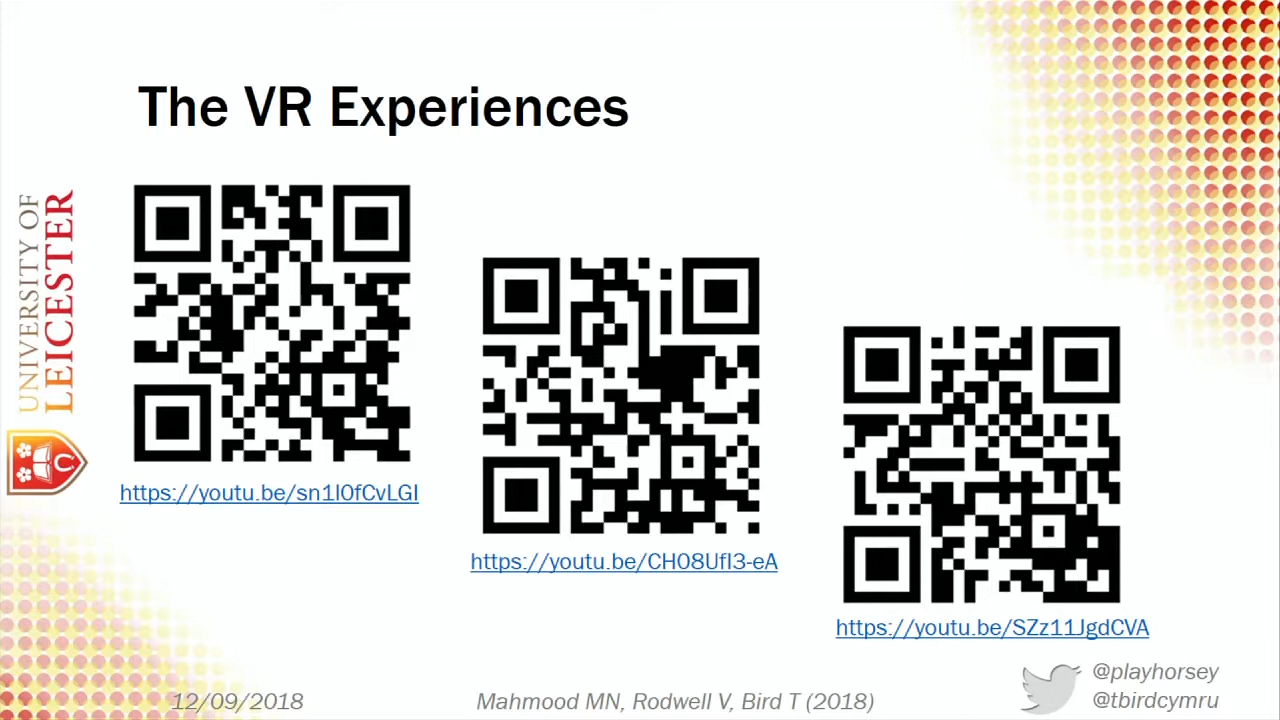 The VR Experiences
UNIVERSITY OF
LEICESTER
https://youtu.be/sn1l0fCvLGI
https://youtu.be/CH08UfI3-eA
https://youtu.be/SZz11JgdCVA
12/09/2018
Mahmood MN, Rodwell V, Bird T (2018)
@playhorsey
@tbirdcymru